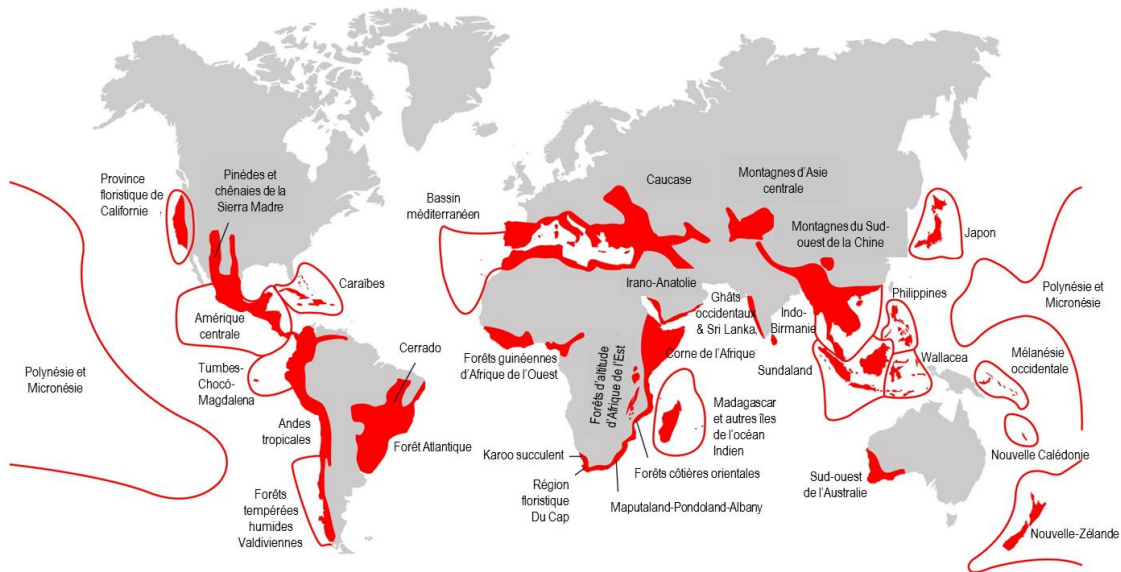 Province
floristique de
Californie
Pinèdes et
chênaies de la
Sierra Madre
Bassin
méditerranéen
Caucase
Montagnes d'Asie
centrale
Montagnes du Sud-
ouest de la Chine
Japon
Polynésie et
Micronésie
Caraïbes
Amérique
centrale
Irano-Anatolie
Ghâts
occidentaux
& Sri Lanka
Indo-
Birmanie
Philippines
Polynésie et
Micronésie
Tumbes-
Chocó-
Magdalena
Cerrado
Forêts guinéennes
d'Afrique de l'Ouest
Forêts d'altitude
d'Afrique de l'Est
Corne de l'Afrique
Sundaland
Wallacea
Mélanésie
occidentale
Andes
tropicales
Forêt Atlantique
Madagascar
et autres îles
de l'océan
Indien
Karoo succulent
Forêts côtières orientales
Région
floristique
Du Cap
Maputaland-Pondoland-Albany
Sud-ouest
de l'Australie
Nouvelle Calédonie
Forêts
tempérées
humides
Valdiviennes
Nouvelle-Zélande